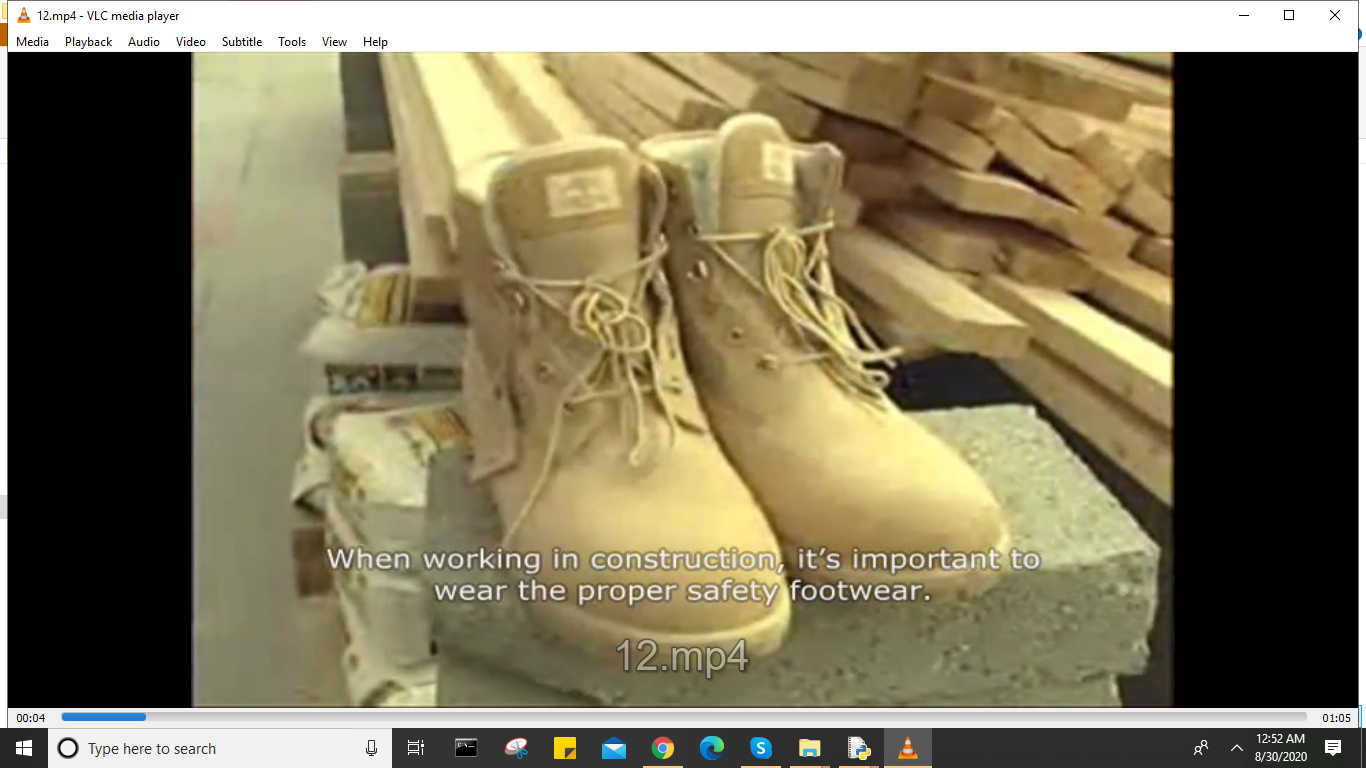 12.mp4 - VLC media player
Media Playback Audio Video Subtitle Tools View Help
When working in construction, it's important to
wear the proper safety footwear.
12.mp4
00:04
01:05
Type here to search
12:52 AM
8/30/2020